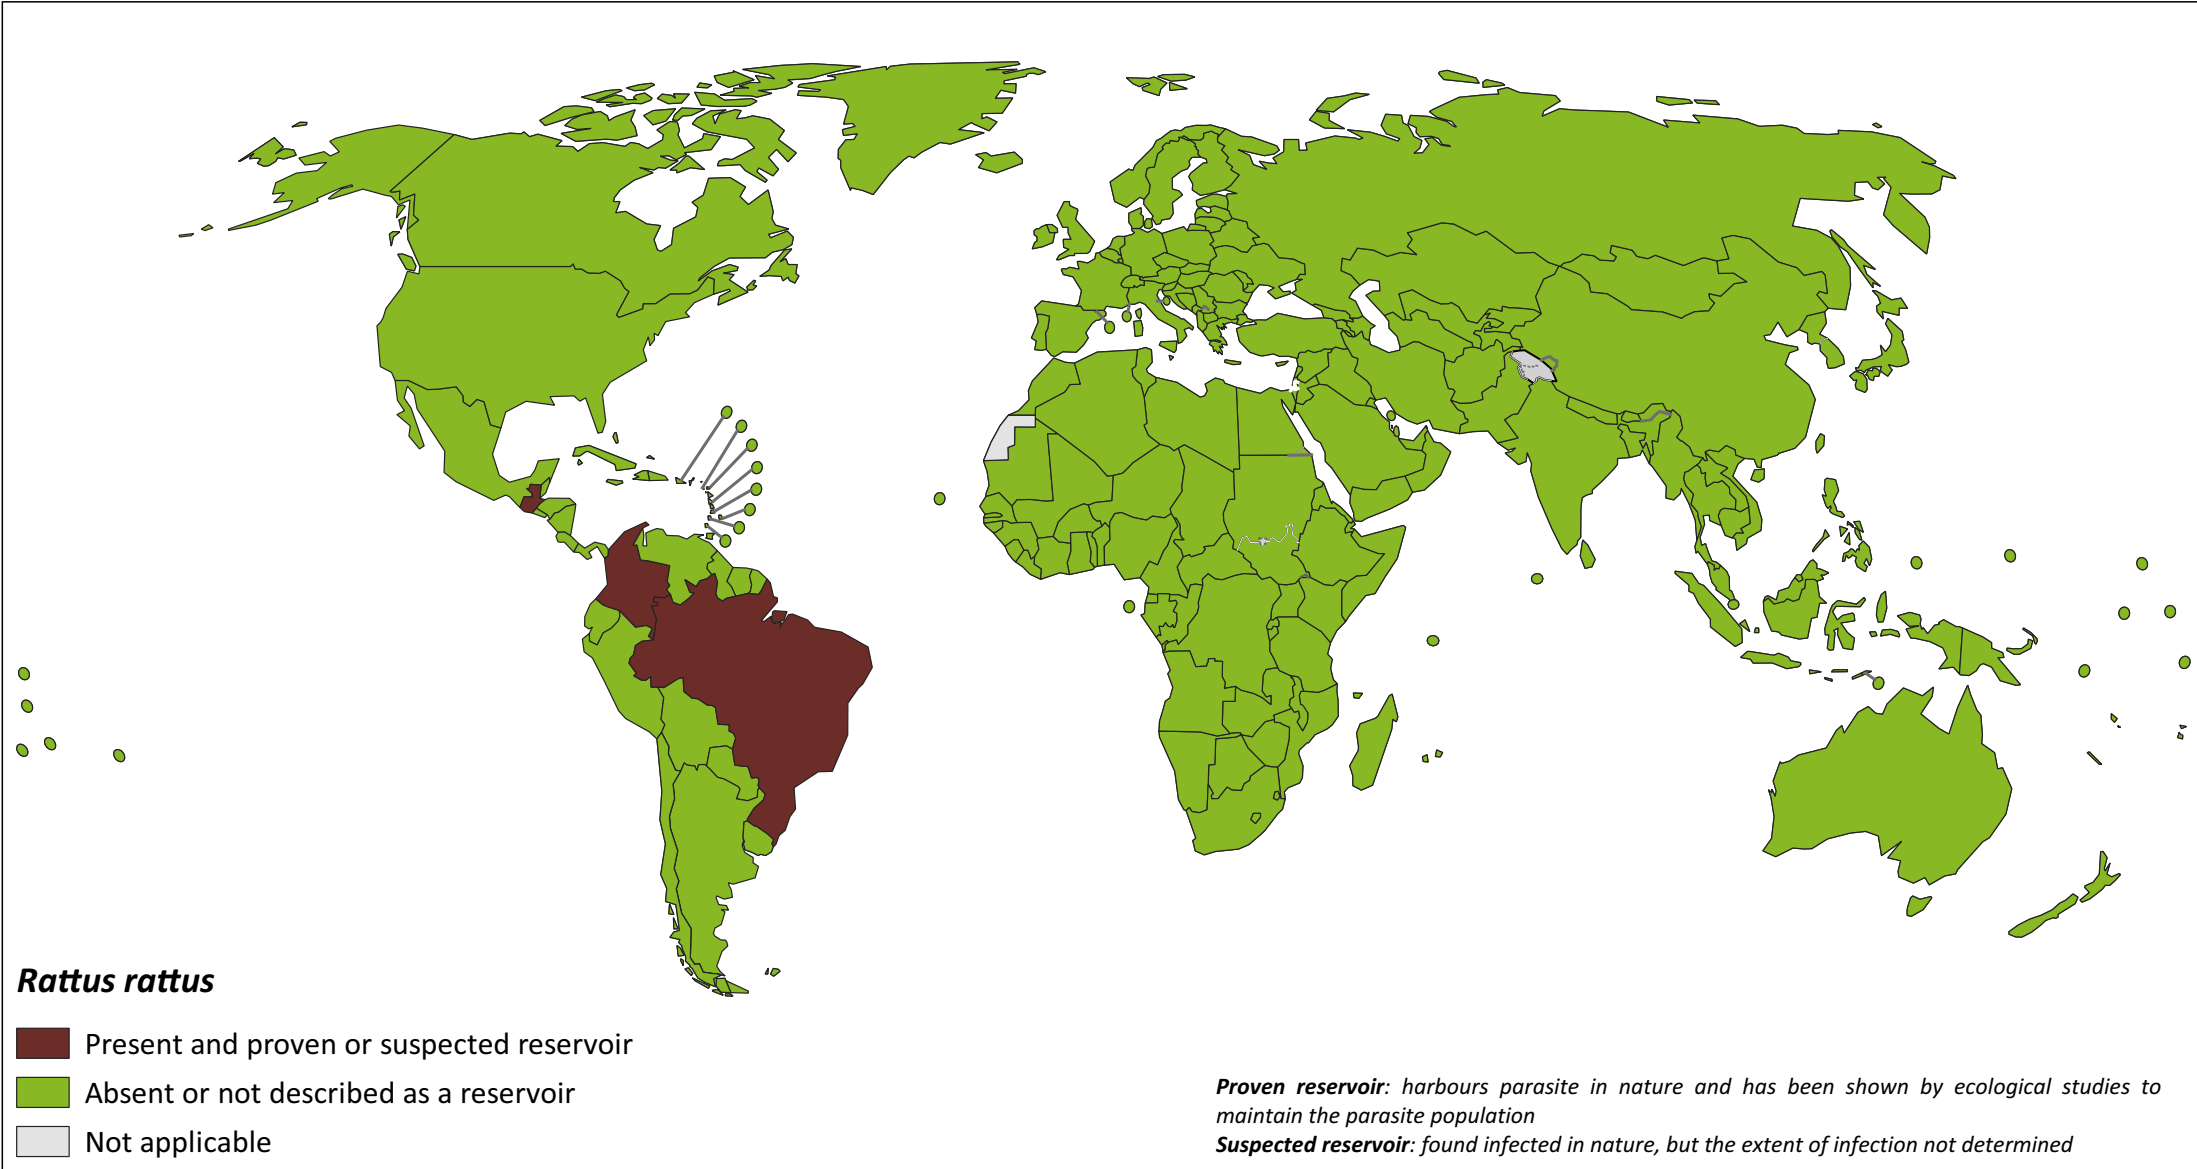 Rattus rattus
Present and proven or suspected reservoir
Absent or not described as a reservoir
Not applicable
Proven reservoir: harbours parasite in nature and has been shown by ecological studies to
maintain the parasite population
Suspected reservoir: found infected in nature, but the extent of infection not determined